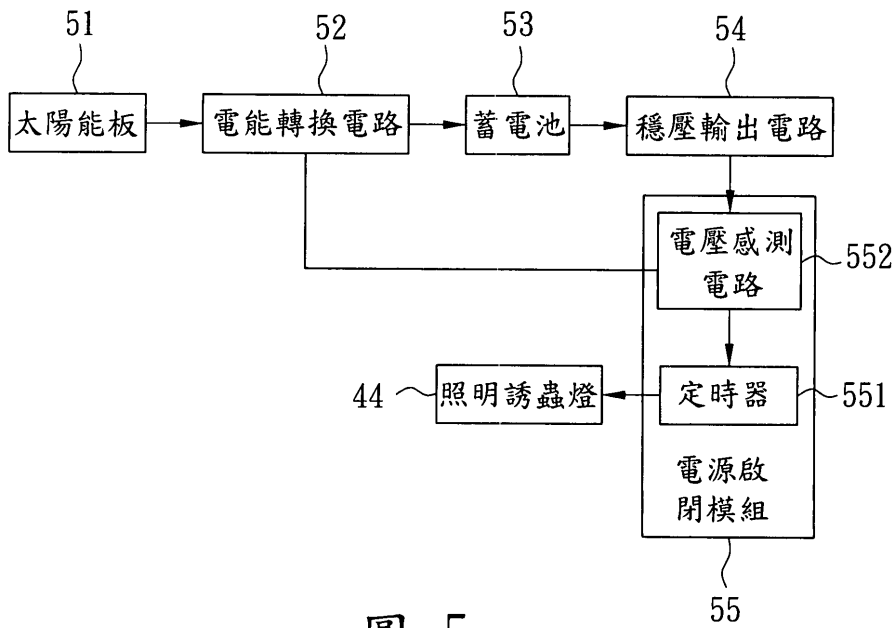 51
52
53
54
太陽能板
電能轉換電路
蓄電池
穩壓輸出電路
電壓感測
電路
552
44
照明誘蟲燈
定時器
551
電源啟
閉模組
55
圖 5